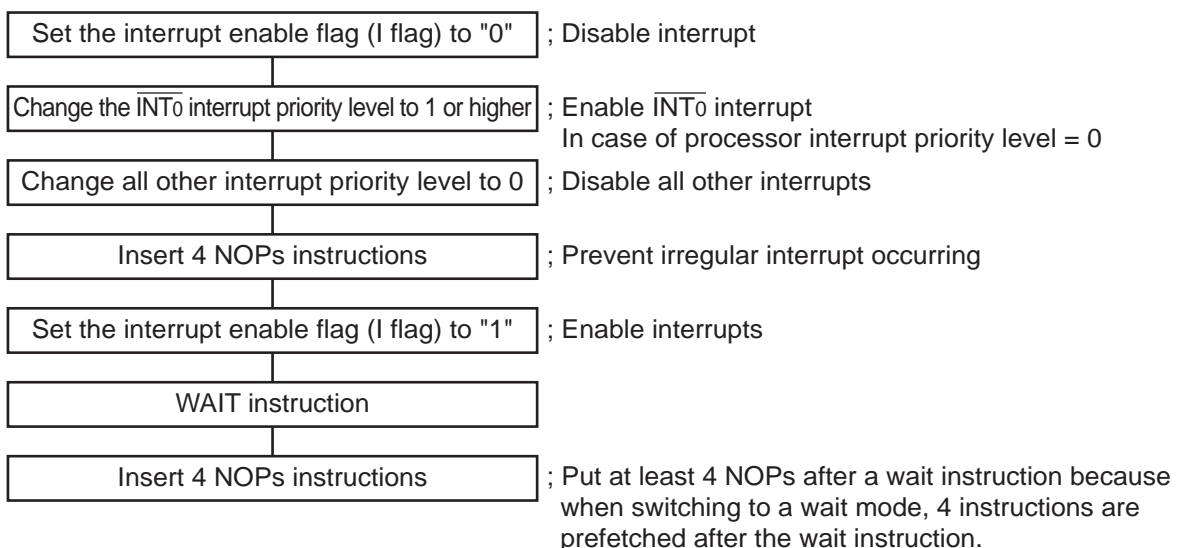 Set the interrupt enable flag (I flag) to "0" ; Disable interrupt
Change the INT0 interrupt priority level to 1 or higher ; Enable INT0 interrupt
In case of processor interrupt priority level = 0
Change all other interrupt priority level to 0 ; Disable all other interrupts
Insert 4 NOPs instructions ; Prevent irregular interrupt occurring
Set the interrupt enable flag (I flag) to "1" ; Enable interrupts
WAIT instruction
Insert 4 NOPs instructions ; Put at least 4 NOPs after a wait instruction because
when switching to a wait mode, 4 instructions are
prefetched after the wait instruction.